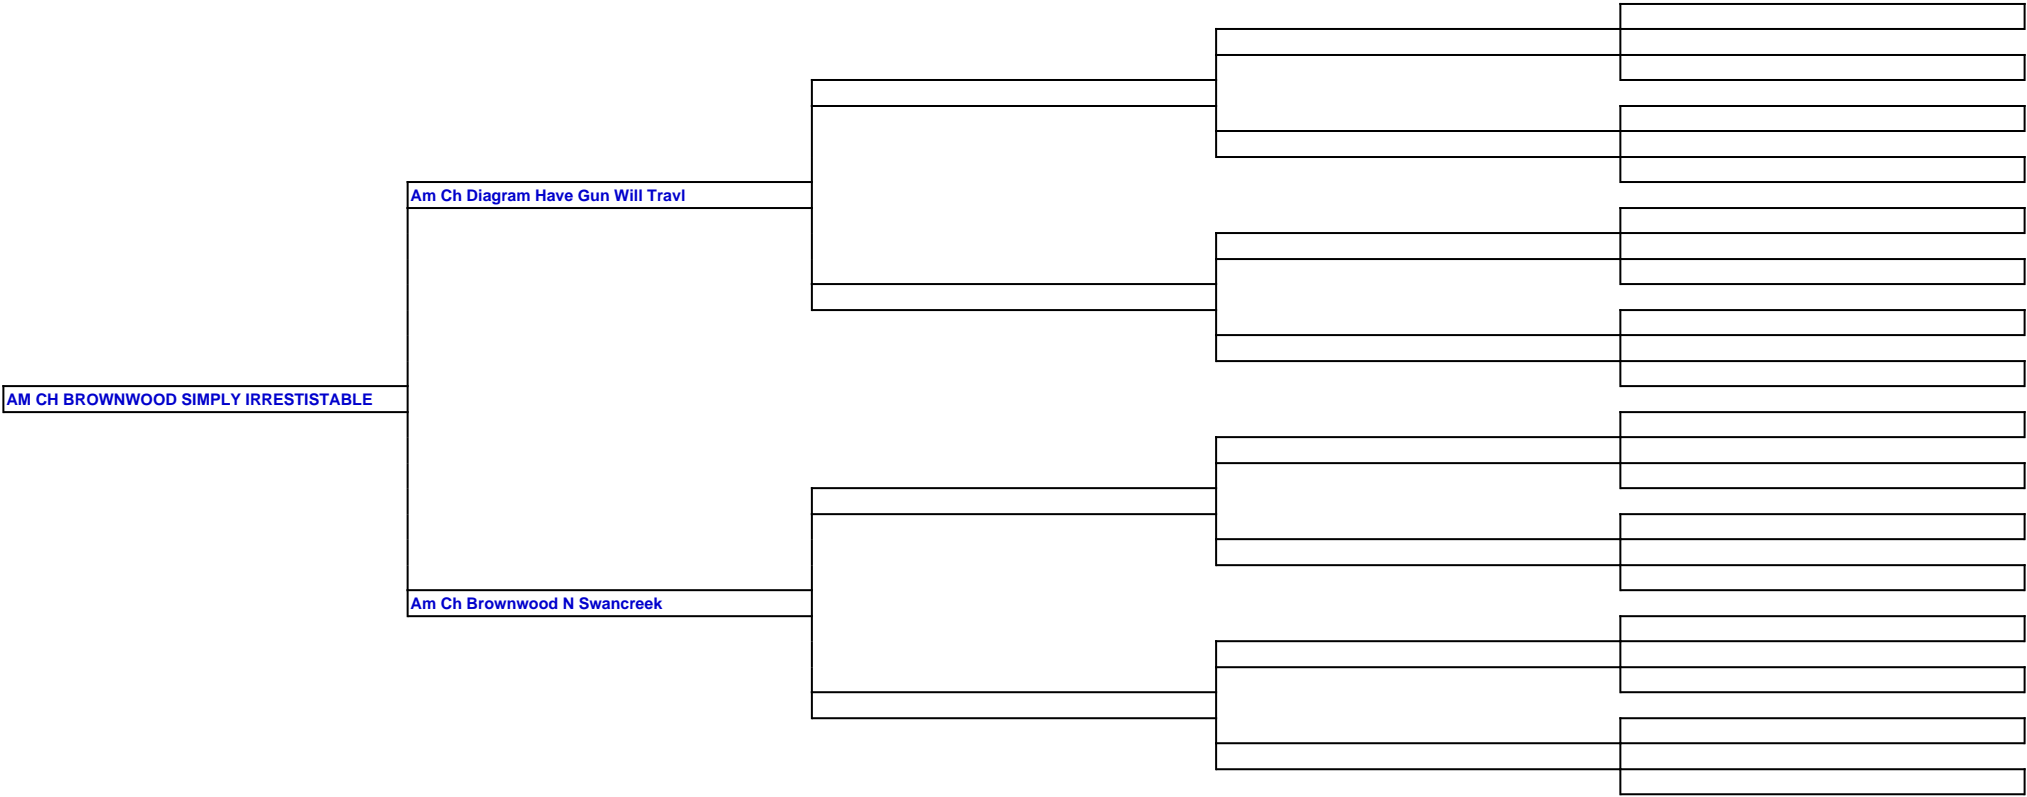 Am Ch Diagram Have Gun Will Travl
AM CH BROWNWOOD SIMPLY IRRESTISTABLE
Am Ch Brownwood N Swancreek